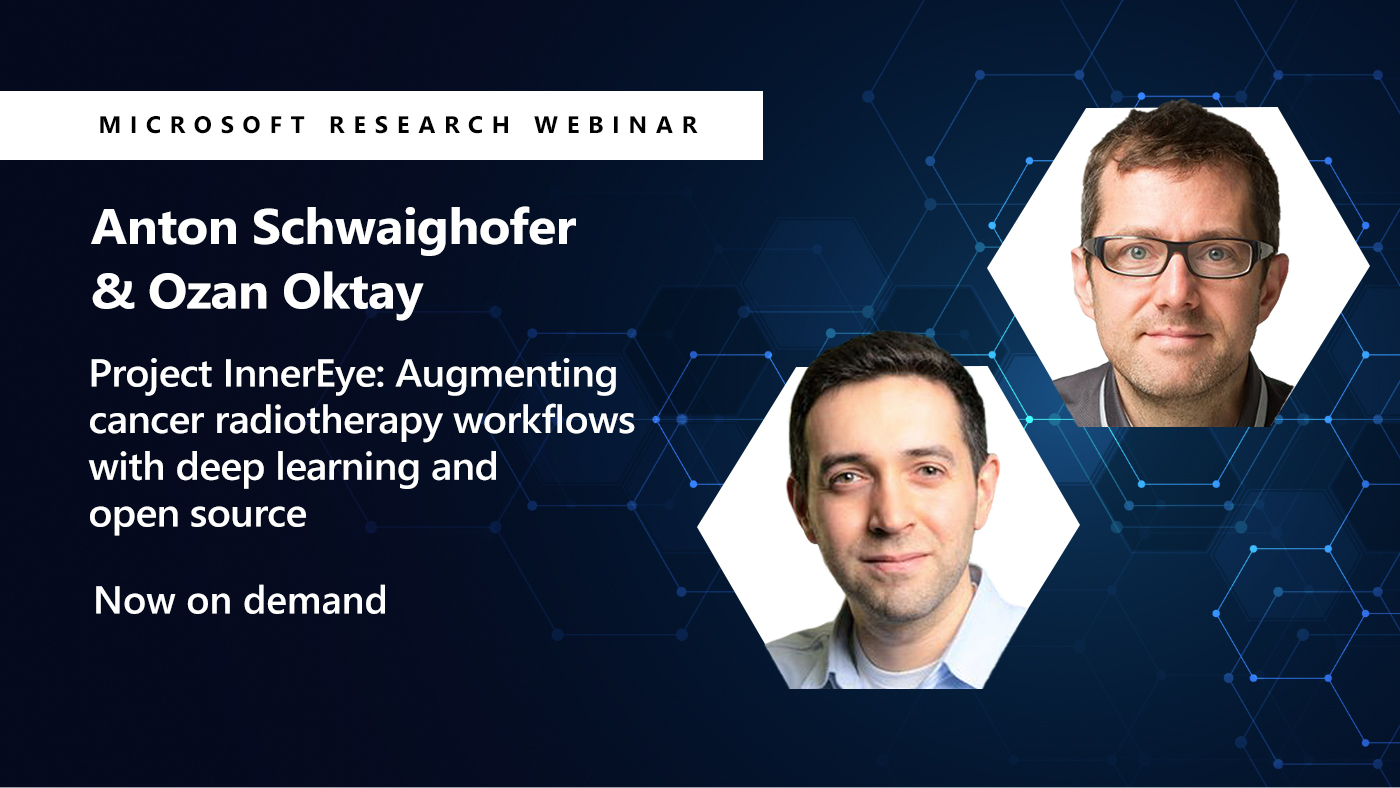 MICROSOFT RESEARCH WEBINAR
Anton Schwaighofer
& Ozan Oktay
Project InnerEye: Augmenting
cancer radiotherapy workflows
with deep learning and
open source
Now on demand